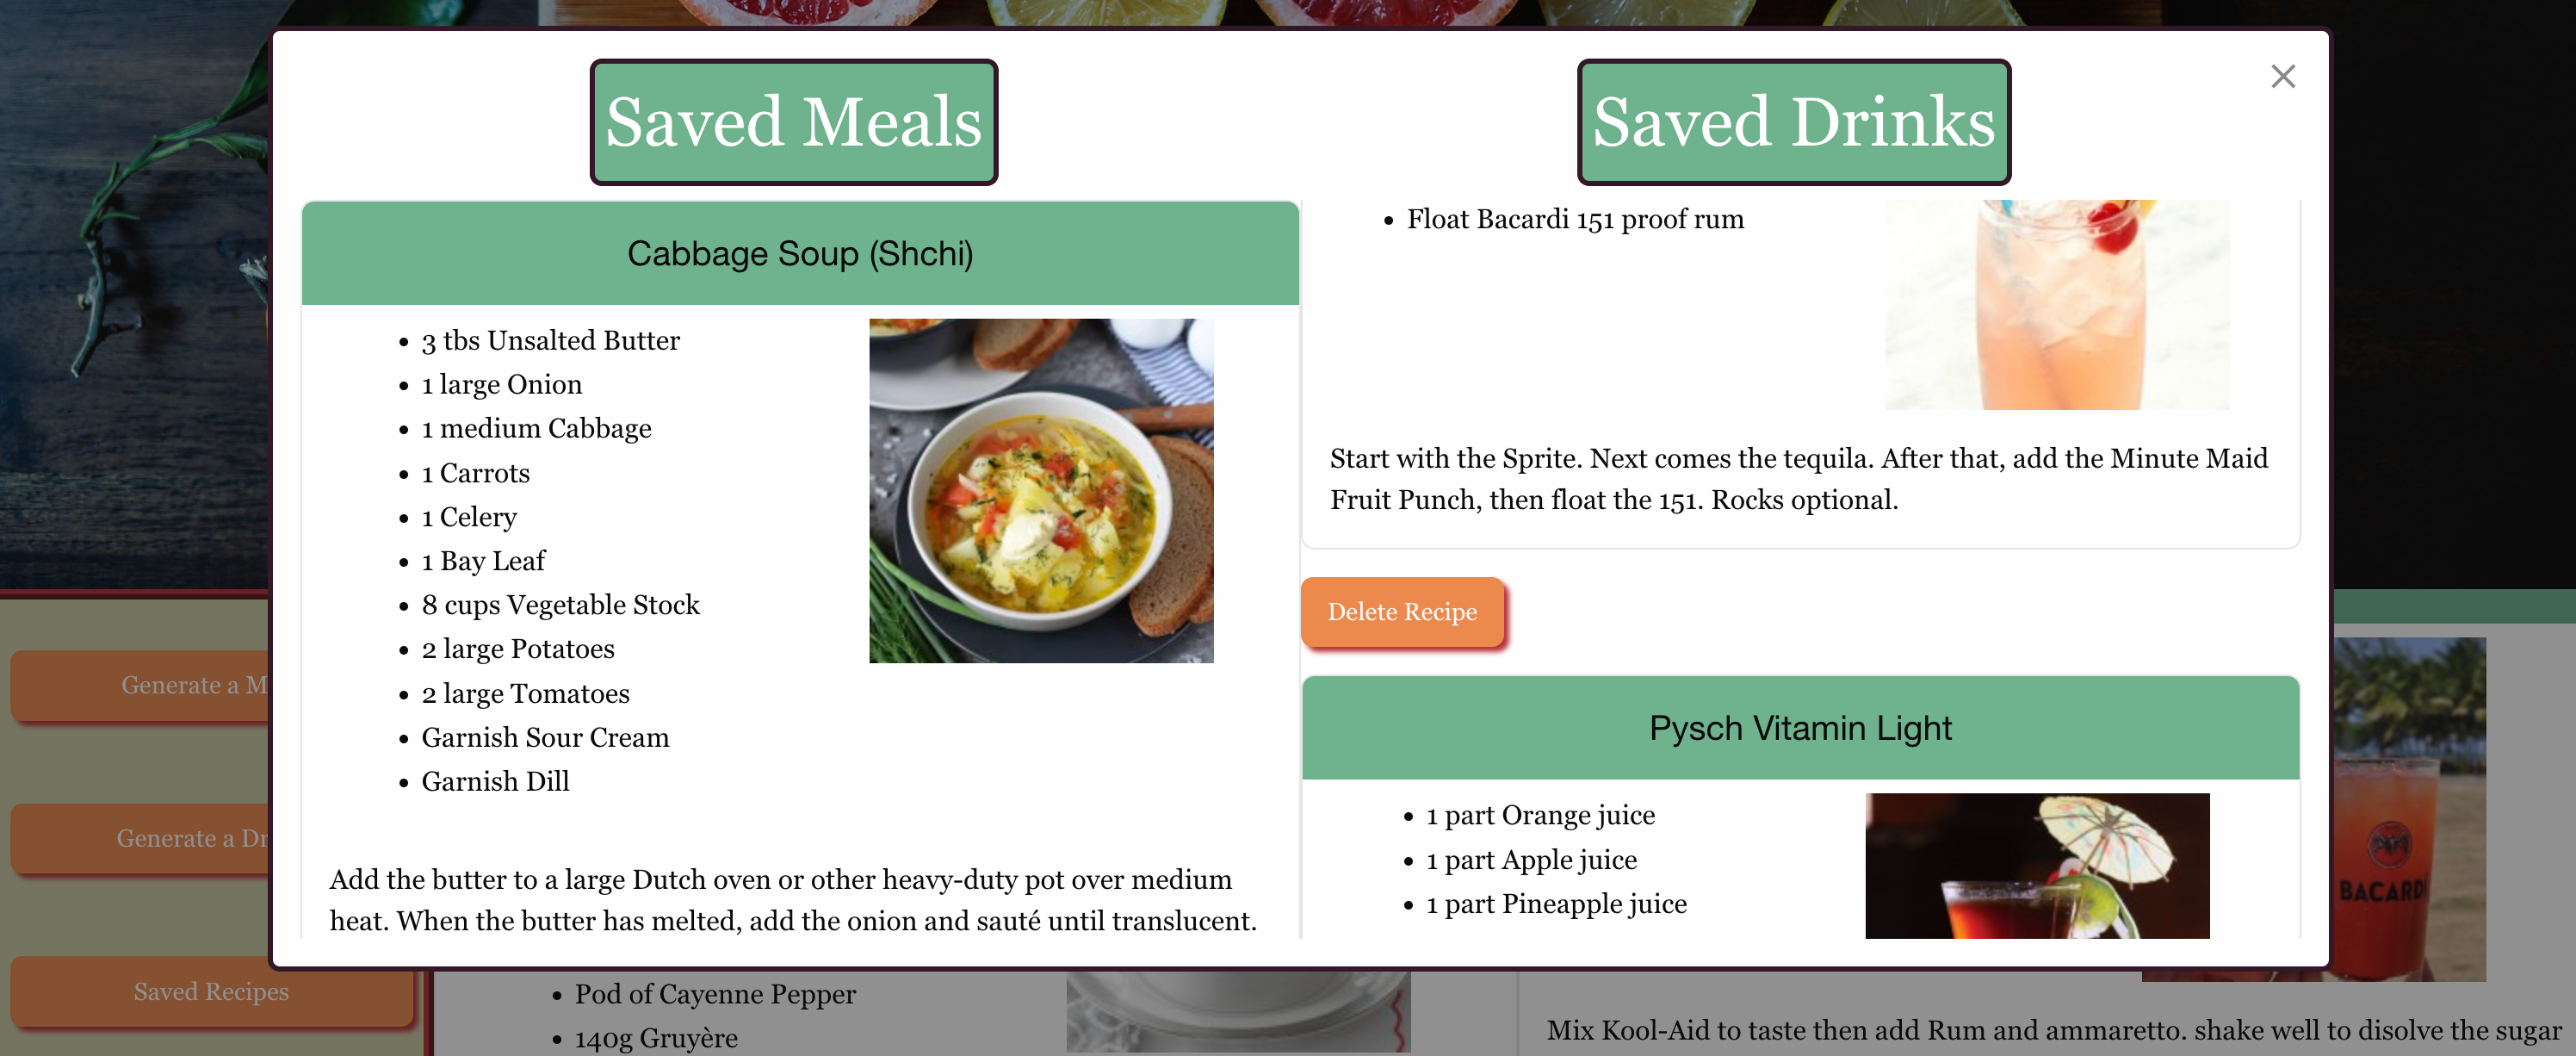 Saved Meals
Cabbage Soup (Shchi)
3 tbs Unsalted Butter
1 large Onion
1 medium Cabbage
1 Carrots
1 Celery
1 Bay Leaf
8 cups Vegetable Stock
2 large Potatoes
2 large Tomatoes
Garnish Sour Cream
Garnish Dill
Add the butter to a large Dutch oven or other heavy-duty pot over medium
heat. When the butter has melted, add the onion and sauté until translucent.
Saved Drinks
Float Bacardi 151 proof rum
Start with the Sprite. Next comes the tequila. After that, add the Minute Maid
Fruit Punch, then float the 151. Rocks optional.
Delete Recipe
Pysch Vitamin Light
1 part Orange juice
1 part Apple juice
1 part Pineapple juice
Generate a M
Generate a Dr
Saved Recipes
Pod of Cayenne Pepper
140g Gruyère
BACARDI
Mix Kool-Aid to taste then add Rum and ammaretto. shake well to disolve the sugar